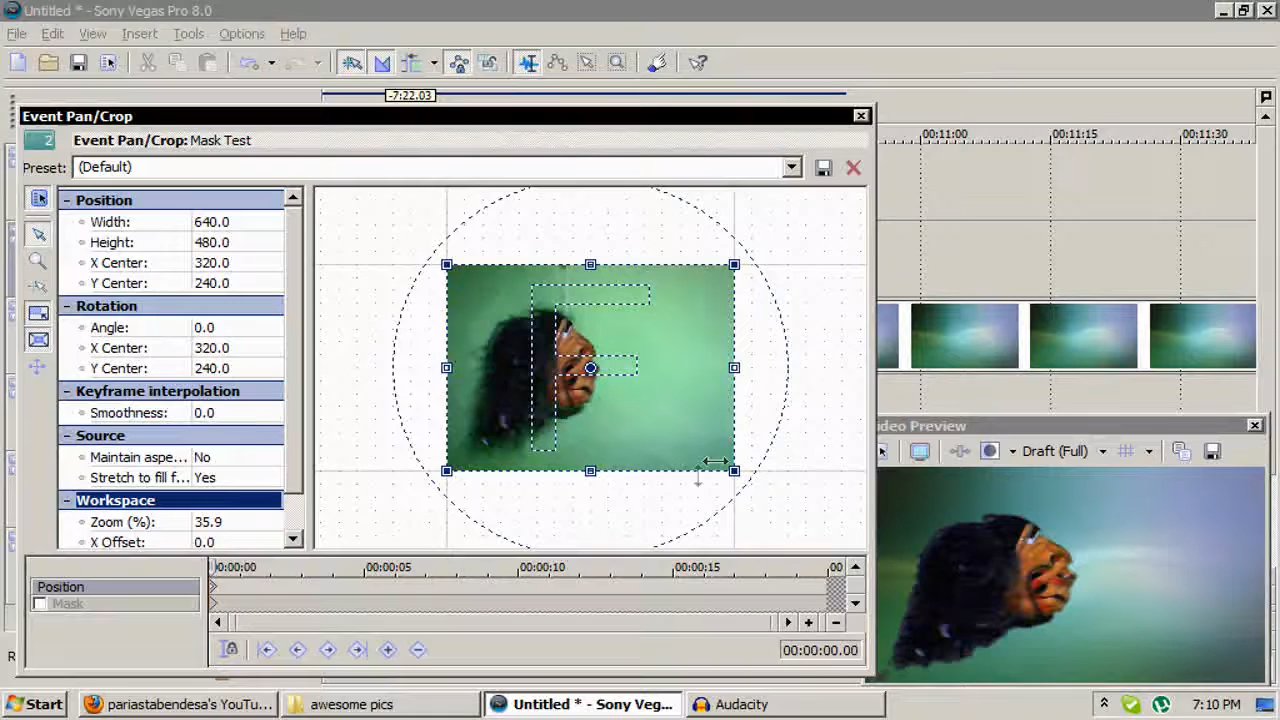 Untitled * - Sony Vegas Pro 8.0
File Edit View Insert Tools Options Help
-7:22.03
Event Pan/Crop
2 Event Pan/Crop: Mask Test
00:11:00 00:11:15 00:11:30
Preset: (Default)
Position
Width: 640.0
Height: 480.0
X Center: 320.0
Y Center: 240.0
Rotation
Angle: 0.0
X Center: 320.0
Y Center: 240.0
Keyframe interpolation
Smoothness: 0.0
Source
Maintain aspe... No
Stretch to fill f... Yes
Workspace
Zoom (%): 35.9
X Offset: 0.0
ideo Preview
Draft (Full)
00:00:00 00:00:05 00:00:10 00:00:15 00
Position
Mask
00:00:00.00
R
Start pariastabendesa's YouTu... awesome pics Untitled * - Sony Veg... Audacity 7:10 PM